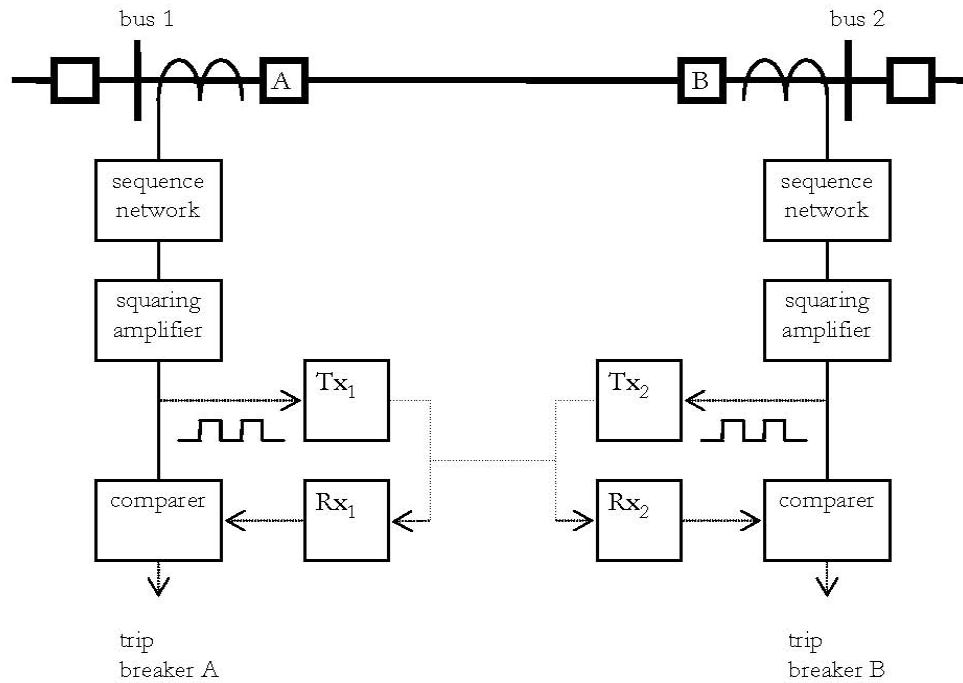 bus 1
bus 2
A
B
sequence
network
sequence
network
squaring
amplifier
squaring
amplifier
Tx1
Tx2
comparer
Rx1
Rx2
comparer
trip
breaker A
trip
breaker B